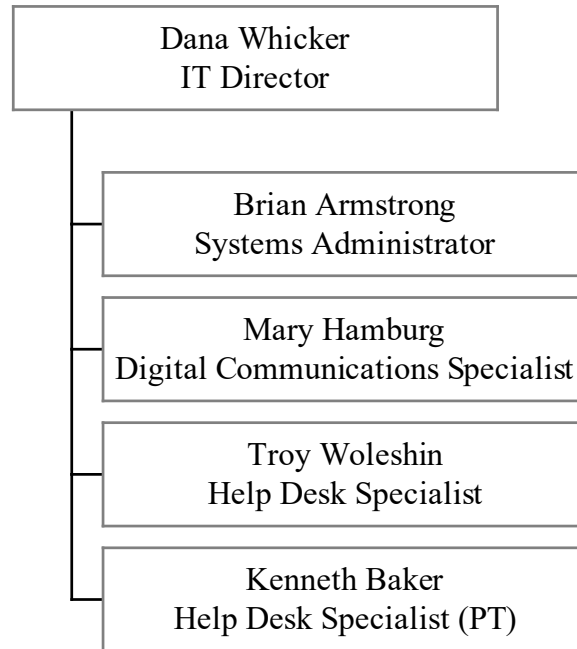 Dana Whicker
IT Director
Brian Armstrong
Systems Administrator
Mary Hamburg
Digital Communications Specialist
Troy Woleshin
Help Desk Specialist
Kenneth Baker
Help Desk Specialist (PT)